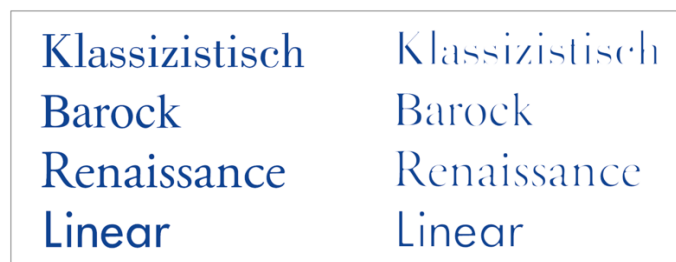 Klassizistisch Klassizistisch
Barock Barock
Renaissance Renaissance
Linear Linear